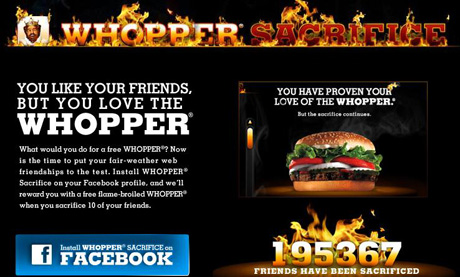 WHOPPER® SACRIFICE
YOU LIKE YOUR FRIENDS,
BUT YOU LOVE THE
WHOPPER®
What would you do for a free WHOPPER®? Now
is the time to put your fair-weather web
friendships to the test. Install WHOPPER®
Sacrifice on your Facebook profile, and we'll
reward you with a free flame-broiled WHOPPER®
when you sacrifice 10 of your friends.
f Install WHOPPER® SACRIFICE on
FACEBOOK
YOU HAVE PROVEN YOUR
LOVE OF THE WHOPPER.®
But the sacrifice continues.
195367
FRIENDS HAVE BEEN SACRIFICED